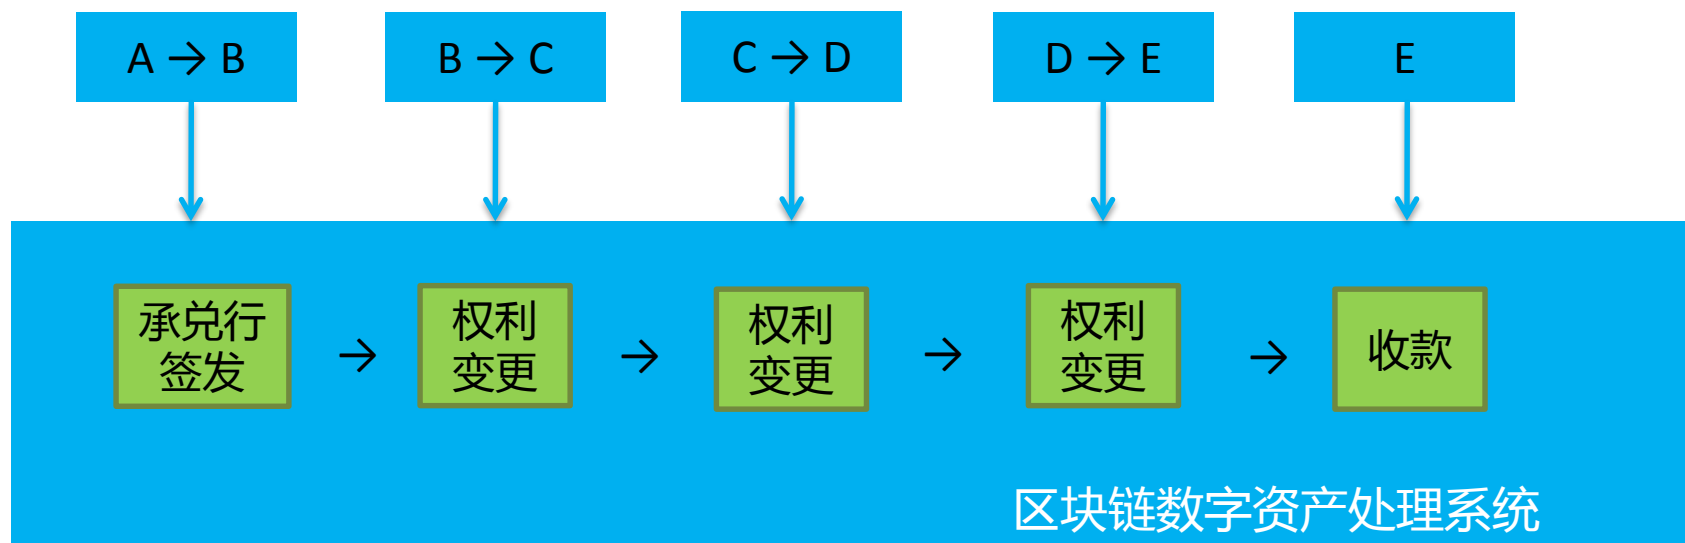 A → B
B → C
C → D
D → E
E
承兑行
签发
→
权利
变更
→
权利
变更
→
权利
变更
→
收款
区块链数字资产处理系统